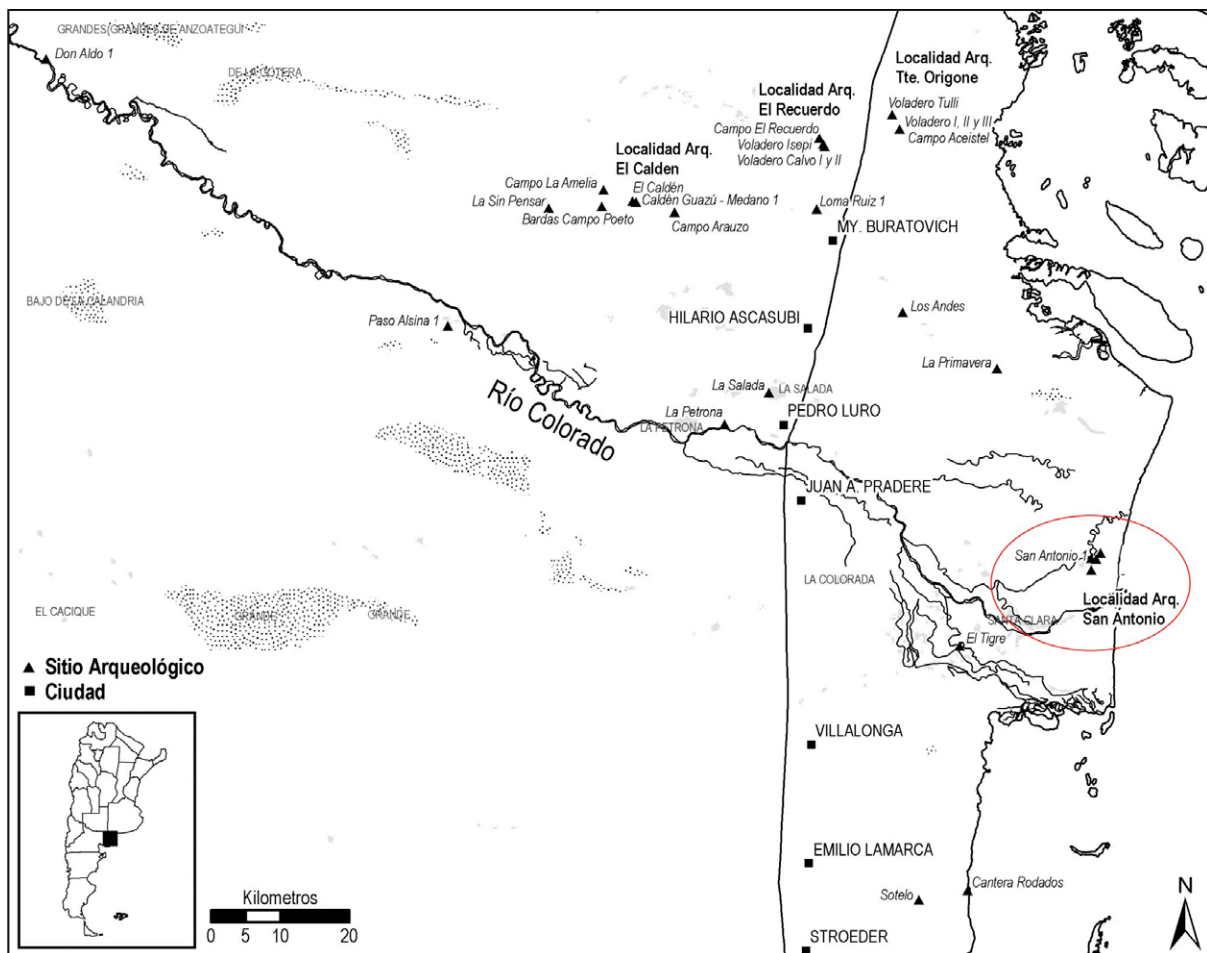 GRANDES(GRANDES DE ANZOATEGUI
Don Aldo 1
DE LA GOTERA
Localidad Arq.
Tte. Origone
Voladero Tulli
Voladero I, II y III
Campo Aceistel
Localidad Arq.
El Recuerdo
Campo El Recuerdo
Voladero Isepi
Voladero Calvo I y II
Localidad Arq.
El Calden
Campo La Amelia
El Caldén
La Sin Pensar
Caldén Guazú - Medano 1
Bardas Campo Poeto
Campo Arauzo
Loma Ruiz 1
MY. BURATOVICH
BAJO DE LA CALANDRIA
Paso Alsina 1
HILARIO ASCASUBI
Los Andes
La Primavera
La Salada
LA SALADA
Río Colorado
La Petrona
LA PETRONA
PEDRO LURO
JUAN A. PRADERE
San Antonio 1
LA COLORADA
Localidad Arq.
San Antonio
SANTA CLARA
El Tigre
EL CACIQUE
GRANDE
GRANDE
Sitio Arqueológico
Ciudad
VILLALONGA
EMILIO LAMARCA
Cantera Rodados
Sotelo
STROEDER
Kilometros
0 5 10 20
N